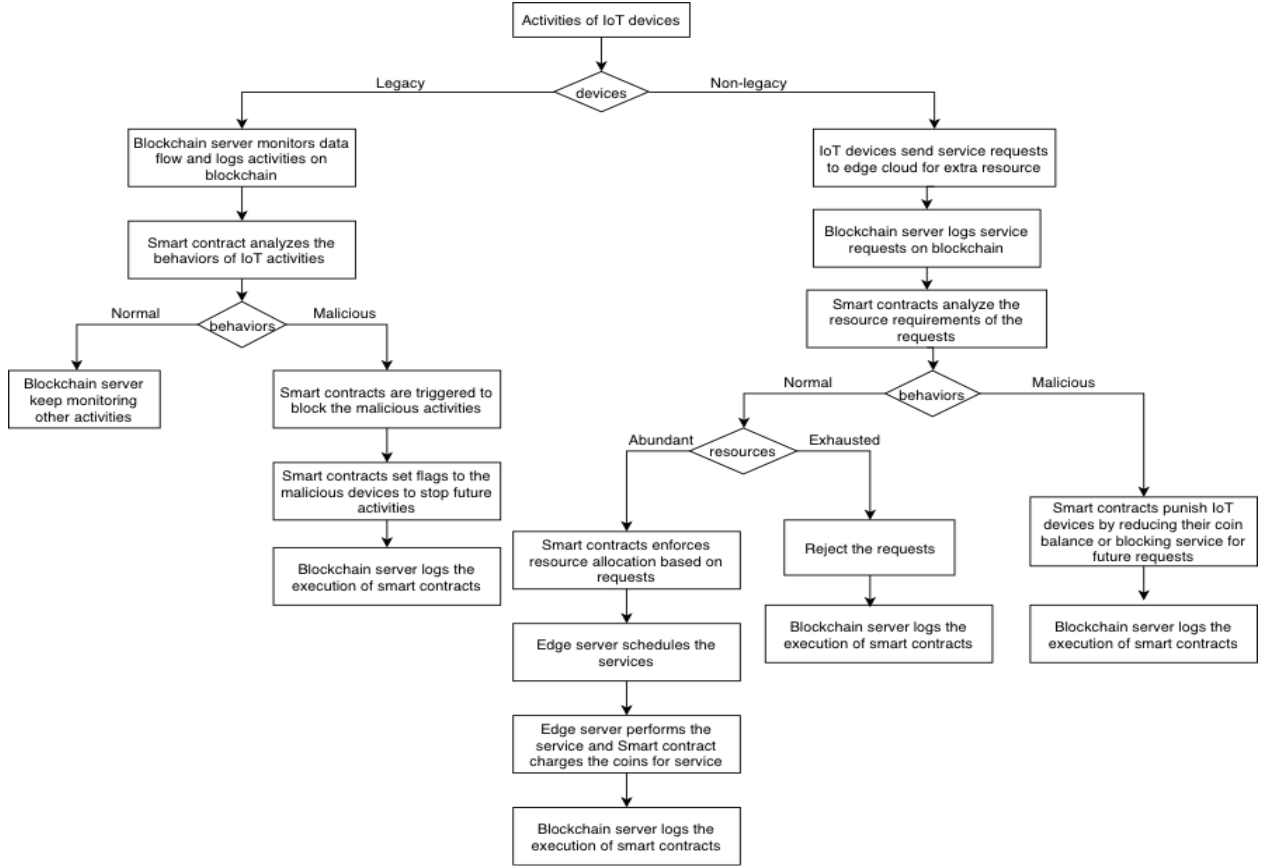 Activities of IoT devices
Legacy
devices
Non-legacy
Blockchain server monitors data
flow and logs activities on
blockchain
IoT devices send service requests
to edge cloud for extra resource
Smart contract analyzes the
behaviors of IoT activities
Blockchain server logs service
requests on blockchain
Smart contracts analyze the
resource requirements of the
requests
Normal
behaviors
Malicious
Blockchain server
keep monitoring
other activities
Smart contracts are triggered to
block the malicious activities
Normal
behaviors
Malicious
Abundant
resources
Exhausted
Smart contracts set flags to the
malicious devices to stop future
activities
Smart contracts punish IoT
devices by reducing their coin
balance or blocking service for
future requests
Smart contracts enforces
resource allocation based on
requests
Reject the requests
Blockchain server logs the
execution of smart contracts
Blockchain server logs the
execution of smart contracts
Blockchain server logs the
execution of smart contracts
Edge server schedules the
services
Edge server performs the
service and Smart contract
charges the coins for service
Blockchain server logs the
execution of smart contracts